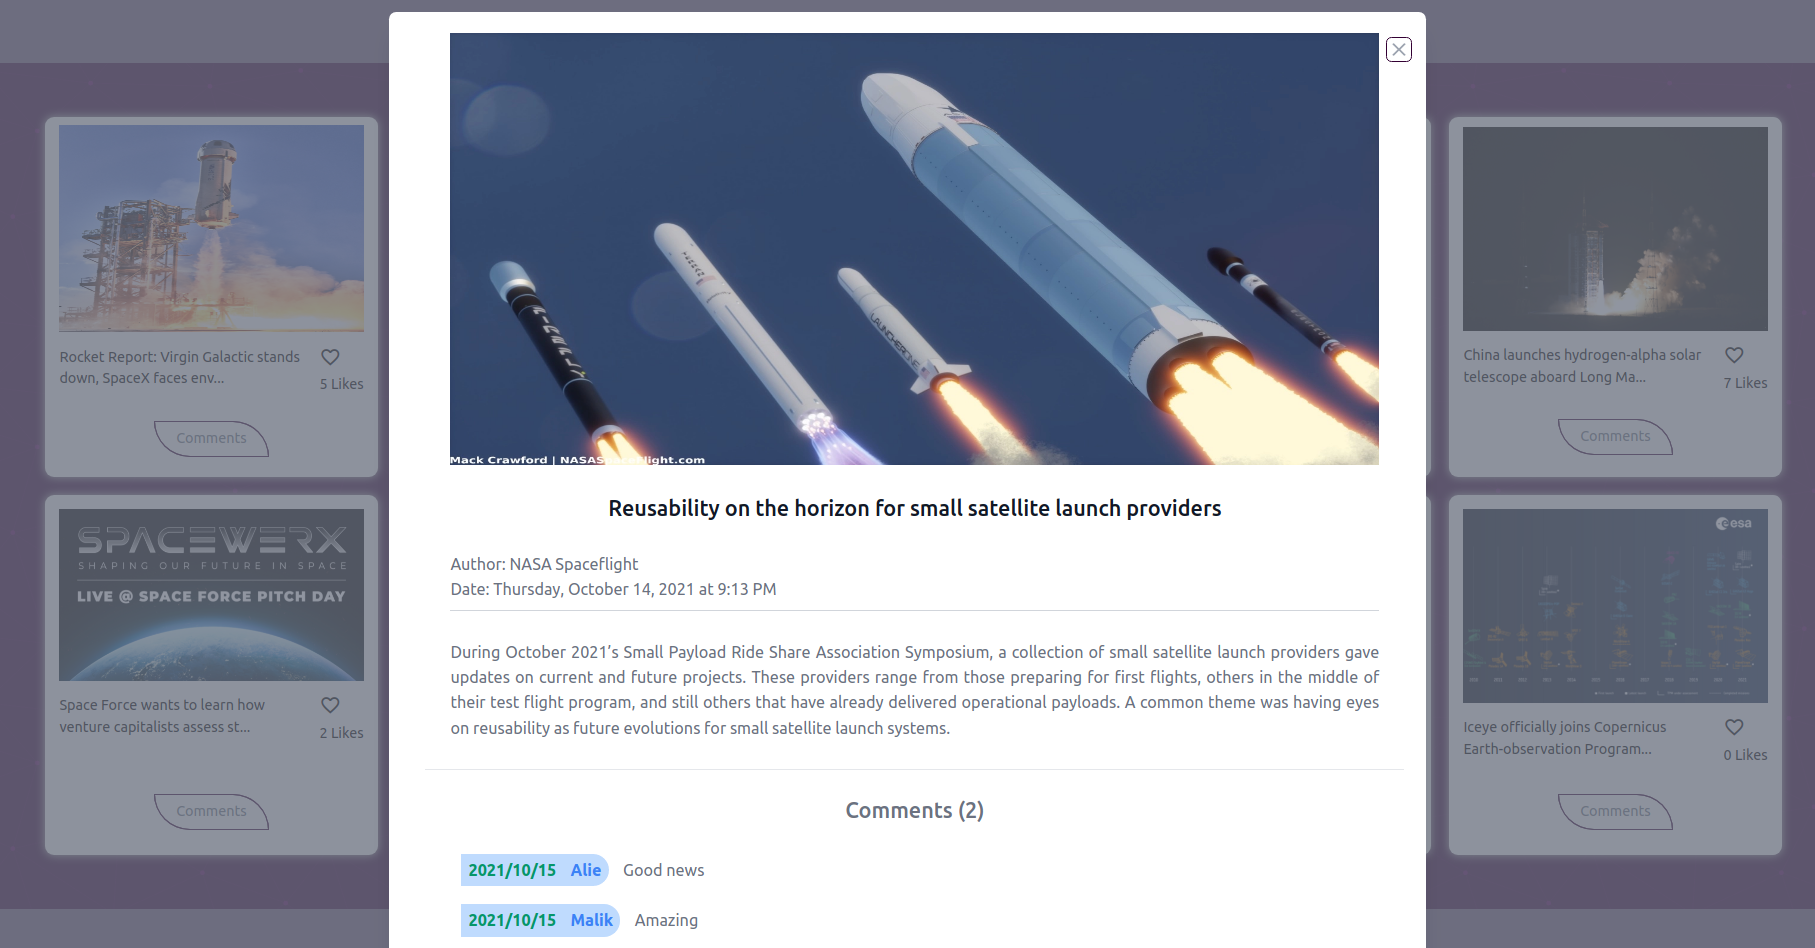 FIREFLY
LAUNCHERONE
Mack Crawford | NASASpaceflight.com
Reusability on the horizon for small satellite launch providers
Author: NASA Spaceflight
Date: Thursday, October 14, 2021 at 9:13 PM
During October 2021’s Small Payload Ride Share Association Symposium, a collection of small satellite launch providers gave
updates on current and future projects. These providers range from those preparing for first flights, others in the middle of
their test flight program, and still others that have already delivered operational payloads. A common theme was having eyes
on reusability as future evolutions for small satellite launch systems.
Comments (2)
2021/10/15 Alie Good news
2021/10/15 Malik Amazing
Rocket Report: Virgin Galactic stands
down, SpaceX faces env...
5 Likes
Comments
SPACEWERX
SHAPING OUR FUTURE IN SPACE
LIVE @ SPACE FORCE PITCH DAY
Space Force wants to learn how
venture capitalists assess st...
2 Likes
Comments
China launches hydrogen-alpha solar
telescope aboard Long Ma...
7 Likes
Comments
esa
Iceye officially joins Copernicus
Earth-observation Program...
0 Likes
Comments